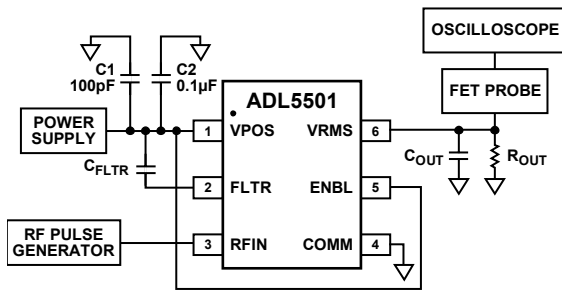 OSCILLOSCOPE
C1
100pF
C2
0.1µF
FET PROBE
ADL5501
POWER
SUPPLY
1 VPOS VRMS 6
COUT
ROUT
CFLTR
2 FLTR ENBL 5
RF PULSE
GENERATOR
3 RFIN COMM 4